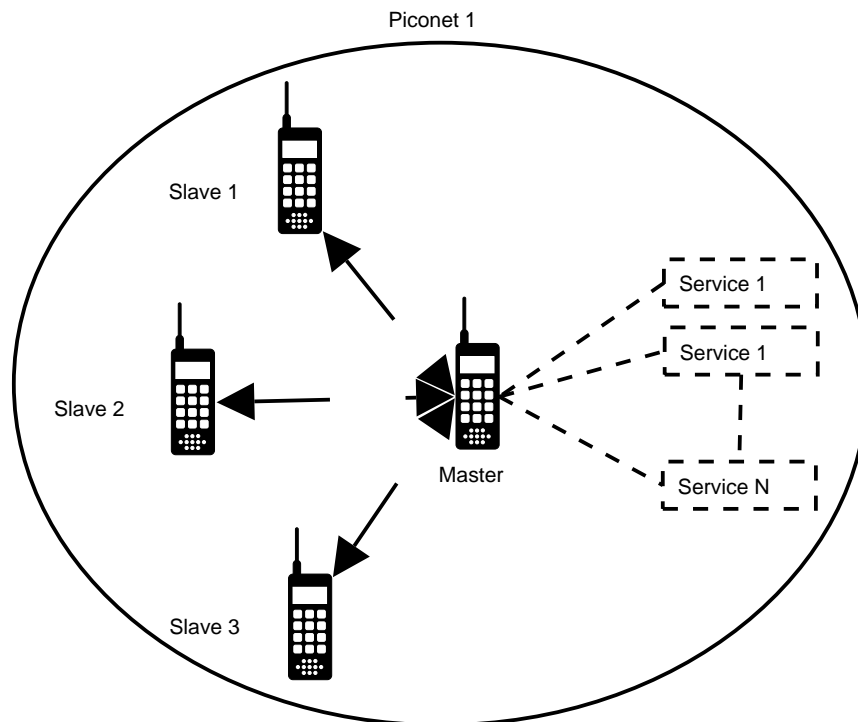 Piconet 1
Slave 1
Service 1
Service 1
Slave 2
Master
Service N
Slave 3